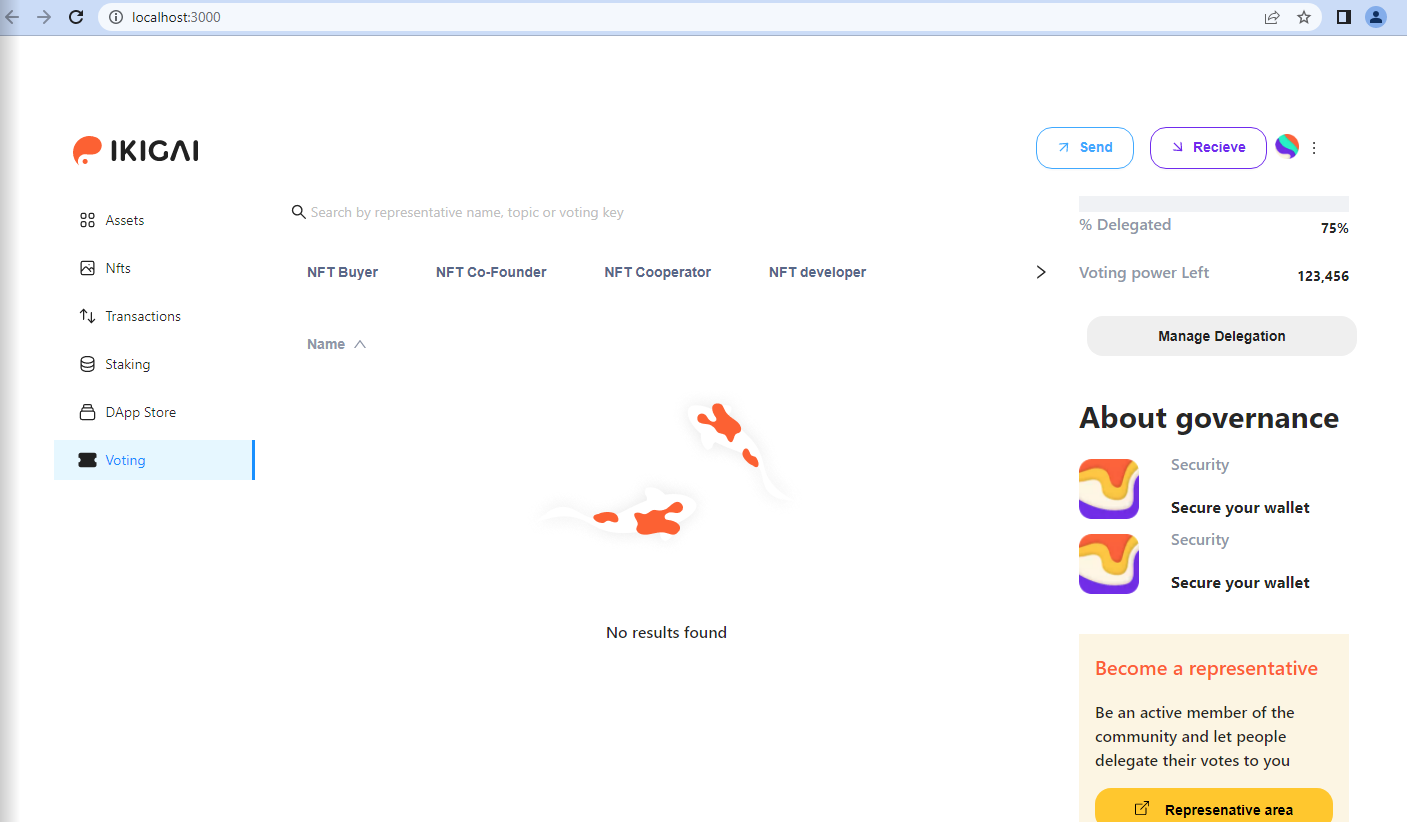 localhost:3000
IKIGAI
Send
Recieve
Assets
Nfts
Transactions
Staking
DApp Store
Voting
Search by representative name, topic or voting key
NFT Buyer NFT Co-Founder NFT Cooperator NFT developer
Name
No results found
% Delegated 75%
Voting power Left 123,456
Manage Delegation
About governance
Security
Secure your wallet
Security
Secure your wallet
Become a representative
Be an active member of the
community and let people
delegate their votes to you
Represenative area